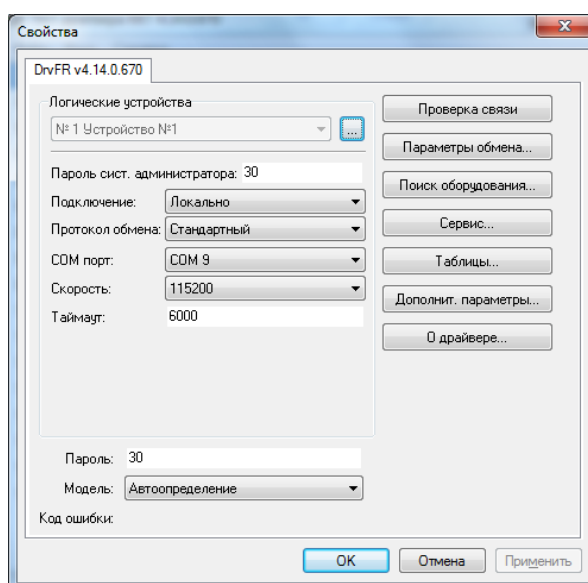 Свойства
DrvFR v4.14.0.670
Логические устройства
№ 1 Устройство №1
...
Проверка связи
Параметры обмена...
Пароль сист. администратора: 30
Поиск оборудования...
Подключение: Локально
Протокол обмена: Стандартный
Сервис...
COM порт: COM 9
Таблицы...
Скорость: 115200
Дополнит. параметры...
Таймаут: 6000
О драйвере...
Пароль: 30
Модель: Автоопределение
Код ошибки:
OK
Отмена
Применить